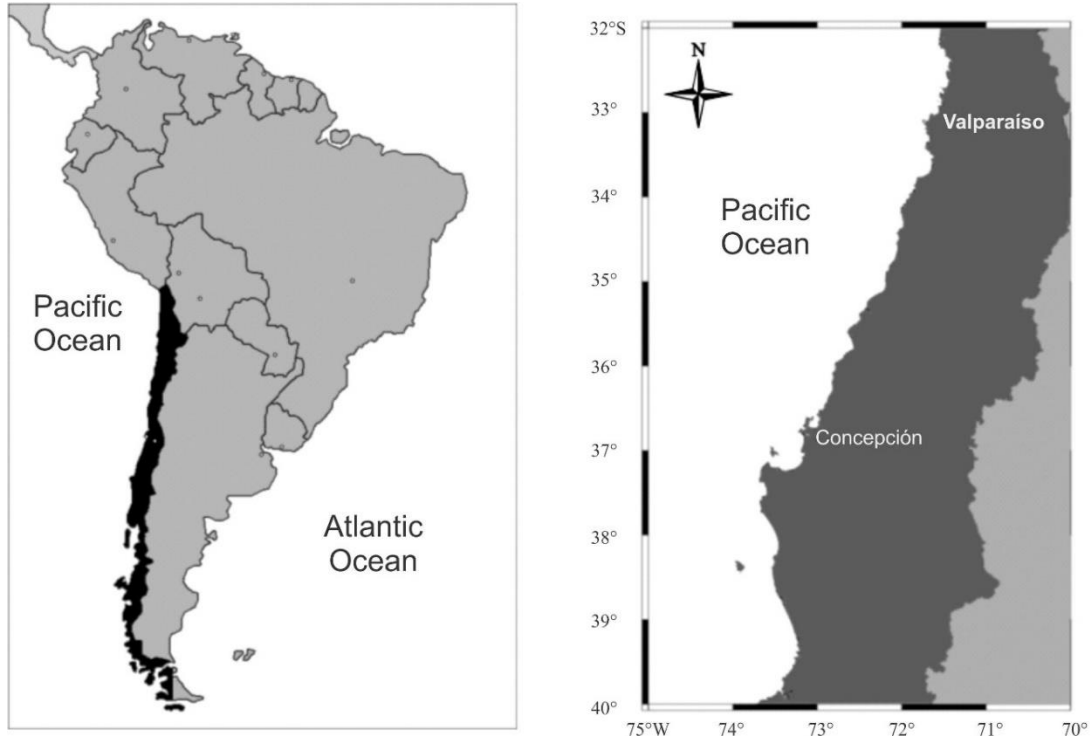 Pacific
Ocean
Atlantic
Ocean
32°S
N
33°
Valparaíso
34°
Pacific
Ocean
35°
36°
Concepción
37°
38°
39°
40°
75°W
74°
73°
72°
71°
70°